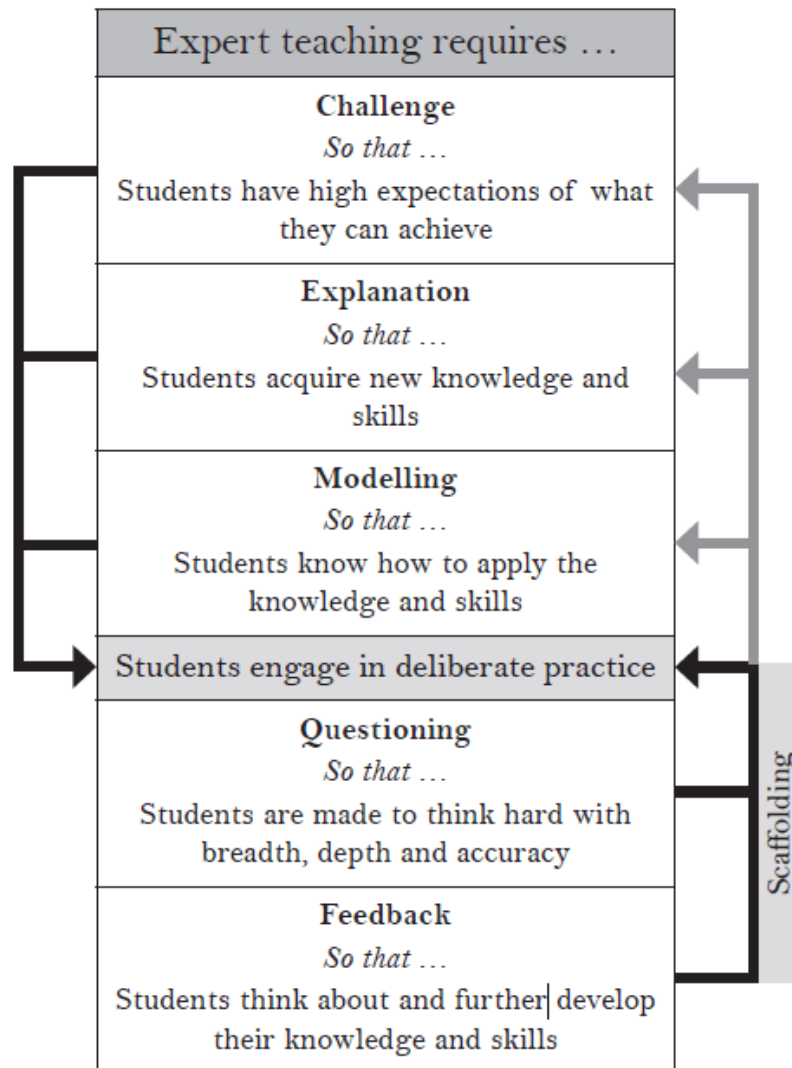 Expert teaching requires …
Challenge
So that …
Students have high expectations of what
they can achieve
Explanation
So that …
Students acquire new knowledge and
skills
Modelling
So that …
Students know how to apply the
knowledge and skills
Students engage in deliberate practice
Questioning
So that …
Students are made to think hard with
breadth, depth and accuracy
Feedback
So that …
Students think about and further develop
their knowledge and skills
Scaffolding